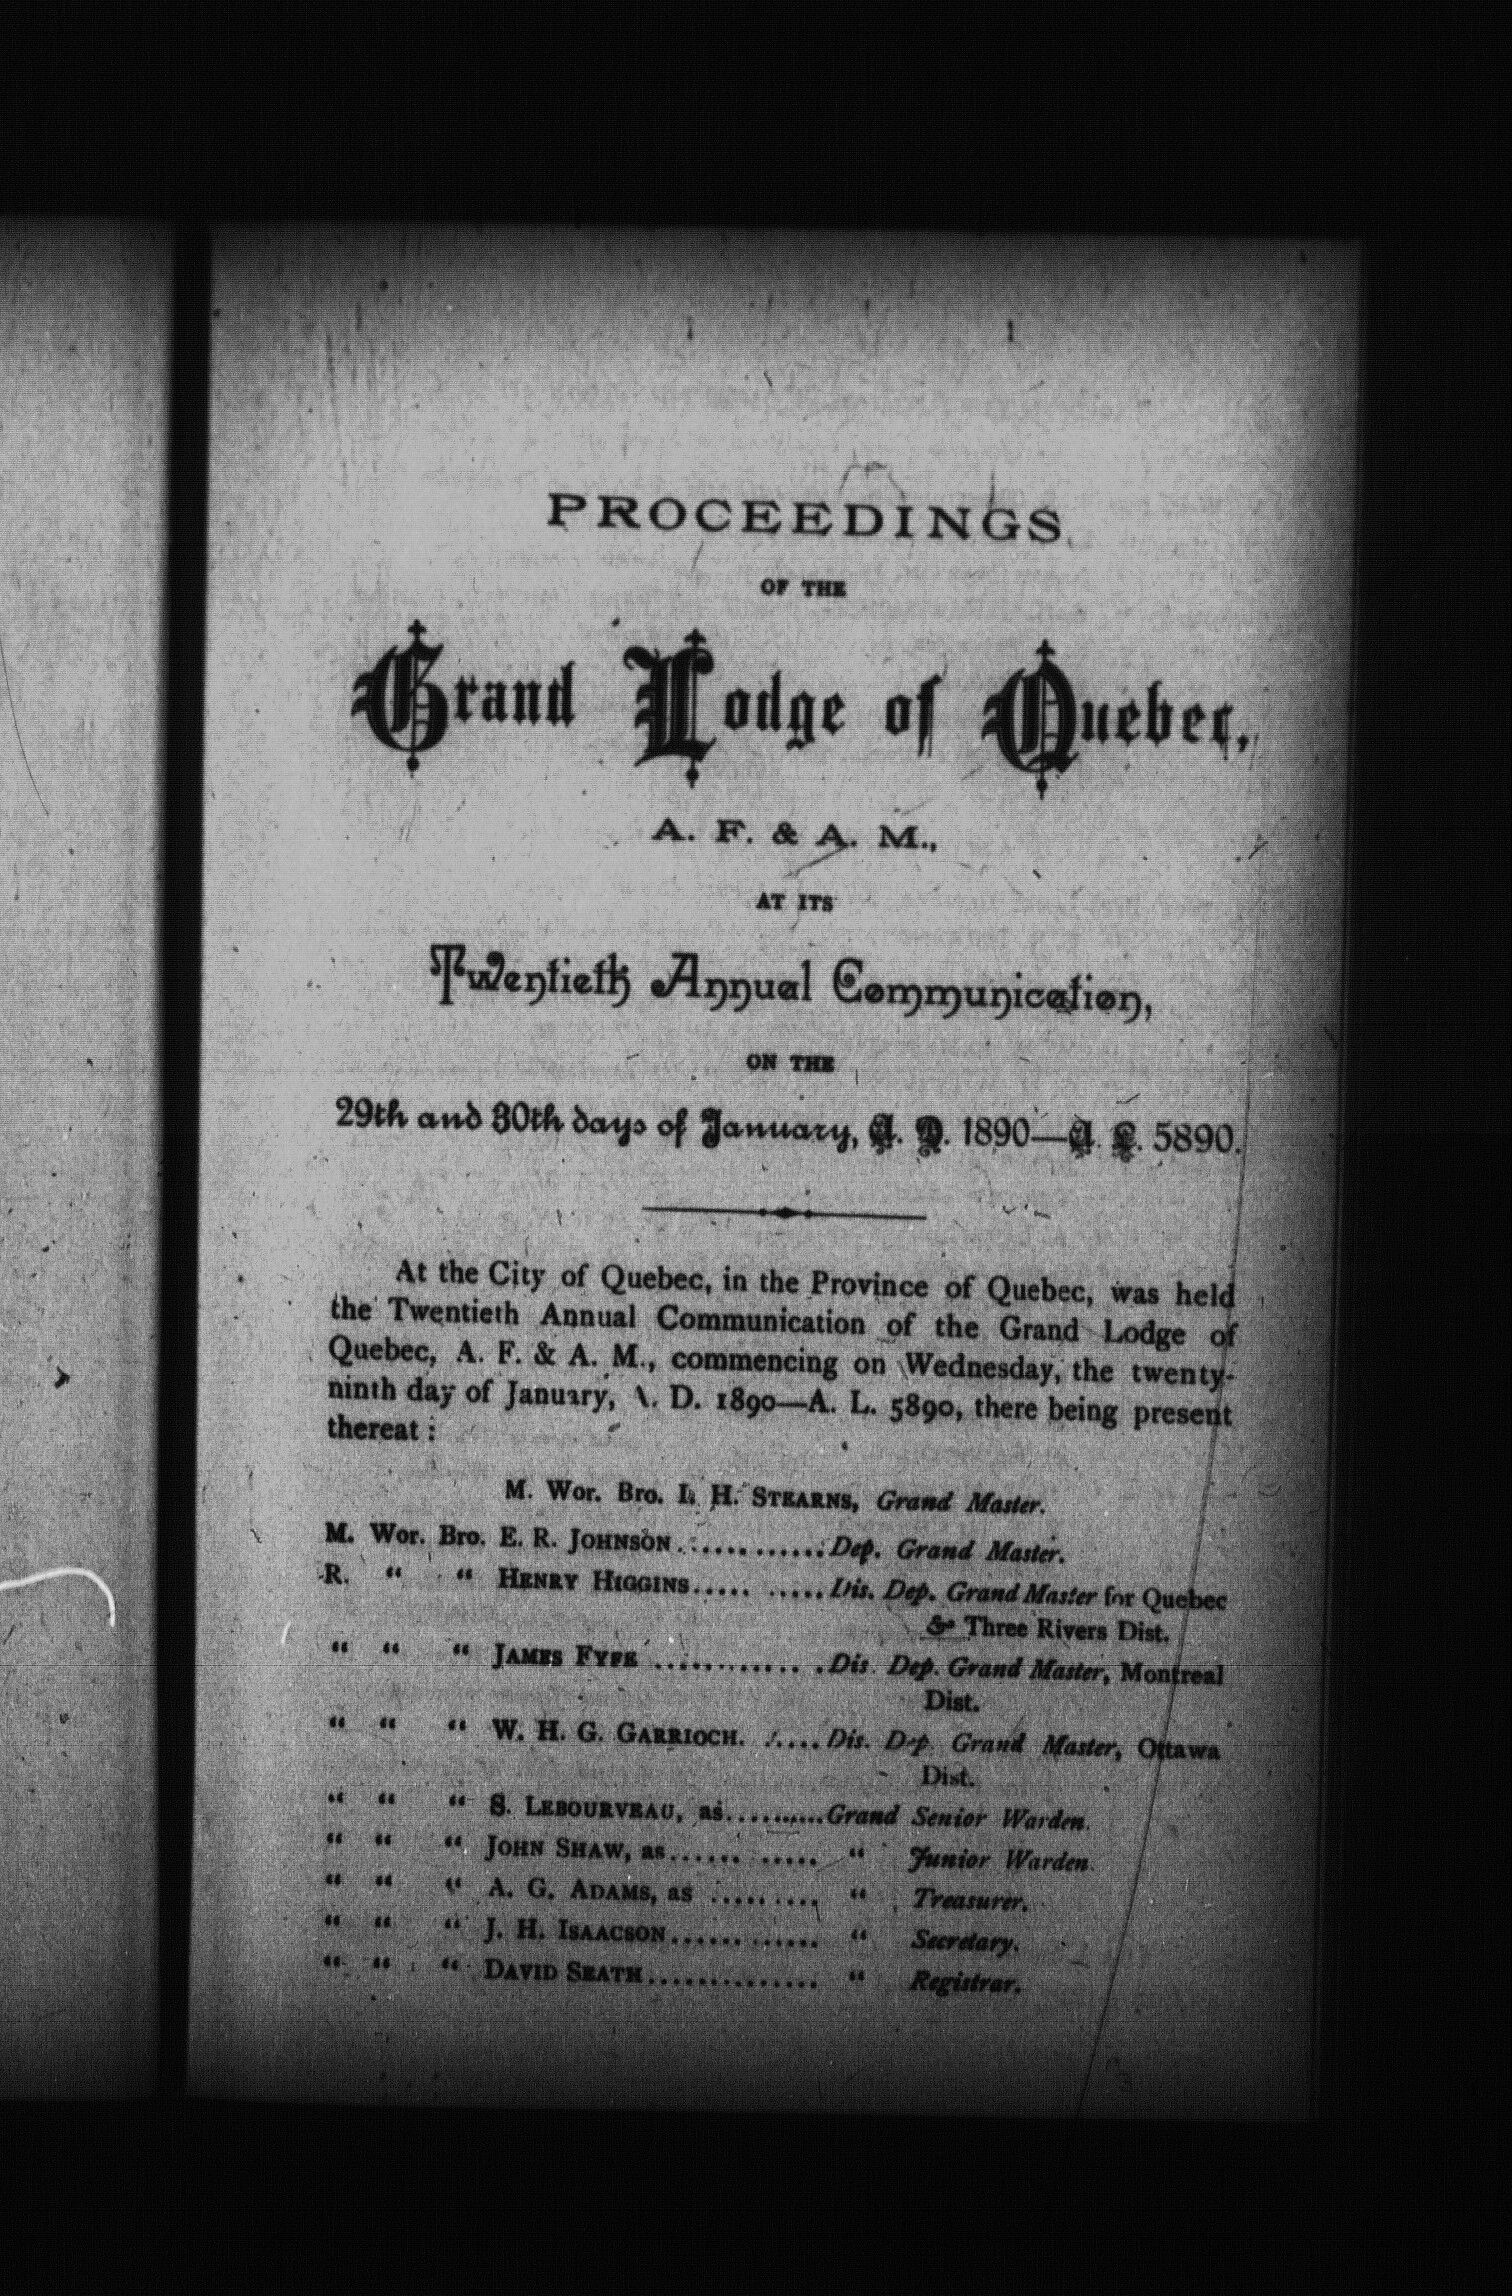 PROCEEDINGS
OF THE
Grand Lodge of Quebec,
A. F. & A. M.,
AT ITS
Twentieth Annual Communication,
ON THE
29th and 30th days of January, A. D. 1890—A. L. 5890.
At the City of Quebec, in the Province of Quebec, was held
the Twentieth Annual Communication of the Grand Lodge of
Quebec, A. F. & A. M., commencing on Wednesday, the twenty-
ninth day of January, A. D. 1890—A. L. 5890, there being present
thereat :
M. Wor. Bro. I. H. STEARNS, Grand Master.
M. Wor. Bro. E. R. JOHNSON..............Dep. Grand Master.
R. " " HENRY HIGGINS..... .....Dis. Dep. Grand Master for Quebec
& Three Rivers Dist.
" " " JAMES FYFE ............. .Dis. Dep. Grand Master, Montreal
Dist.
" " " W. H. G. GARRIOCH. .....Dis. Dep. Grand Master, Ottawa
Dist.
" " " S. LEBOURVEAU, as..........Grand Senior Warden.
" " " JOHN SHAW, as...... ..... " Junior Warden.
" " " A. G. ADAMS, as ......... " Treasurer.
" " " J. H. ISAACSON............ " Secretary.
" " " DAVID SEATH.............. " Registrar.